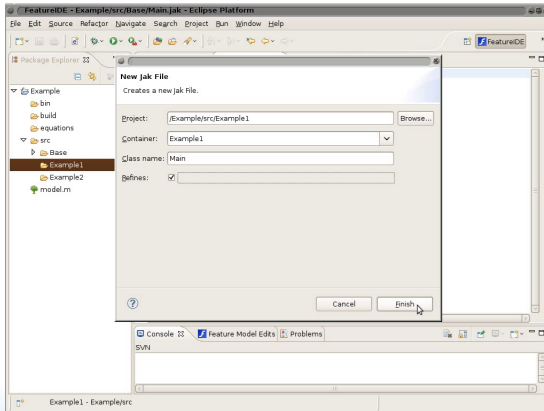 FeatureIDE - Example/src/Base/Main.jak - Eclipse Platform
File Edit Source Refactor Navigate Search Project Run Window Help
FeatureIDE
Package Explorer
Example
bin
build
equations
src
Base
Example1
Example2
model.m
New Jak File
Creates a new Jak File.
Project: /Example/src/Example1 Browse...
Container: Example1
Class name: Main
Refines:
Cancel Finish
Console Feature Model Edits Problems
SVN
Example1 - Example/src